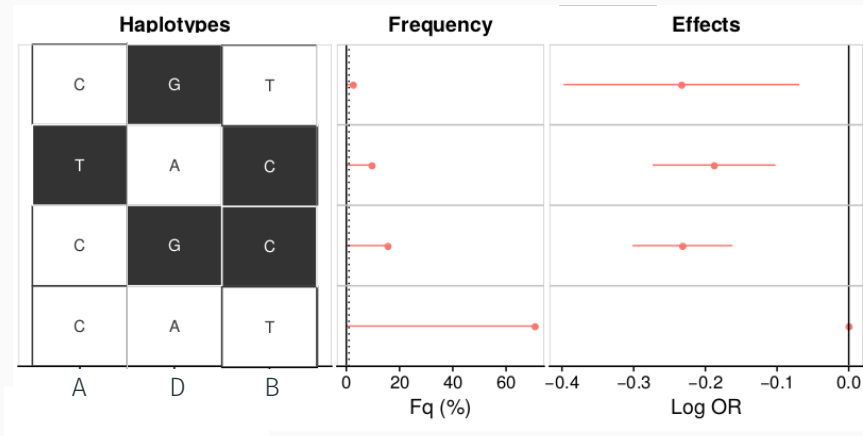 Haplotypes Frequency Effects
C G T
T A C
C G C
C A T
A D B
0 20 40 60 −0.4 −0.3 −0.2 −0.1 0.0
Fq (%) Log OR